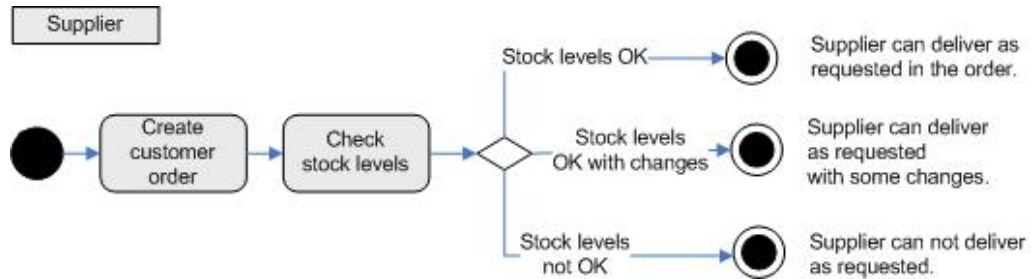 Supplier
Create
customer
order
Check
stock levels
Stock levels OK
Supplier can deliver as
requested in the order.
Stock levels
OK with changes
Supplier can deliver
as requested
with some changes.
Stock levels
not OK
Supplier can not deliver
as requested.